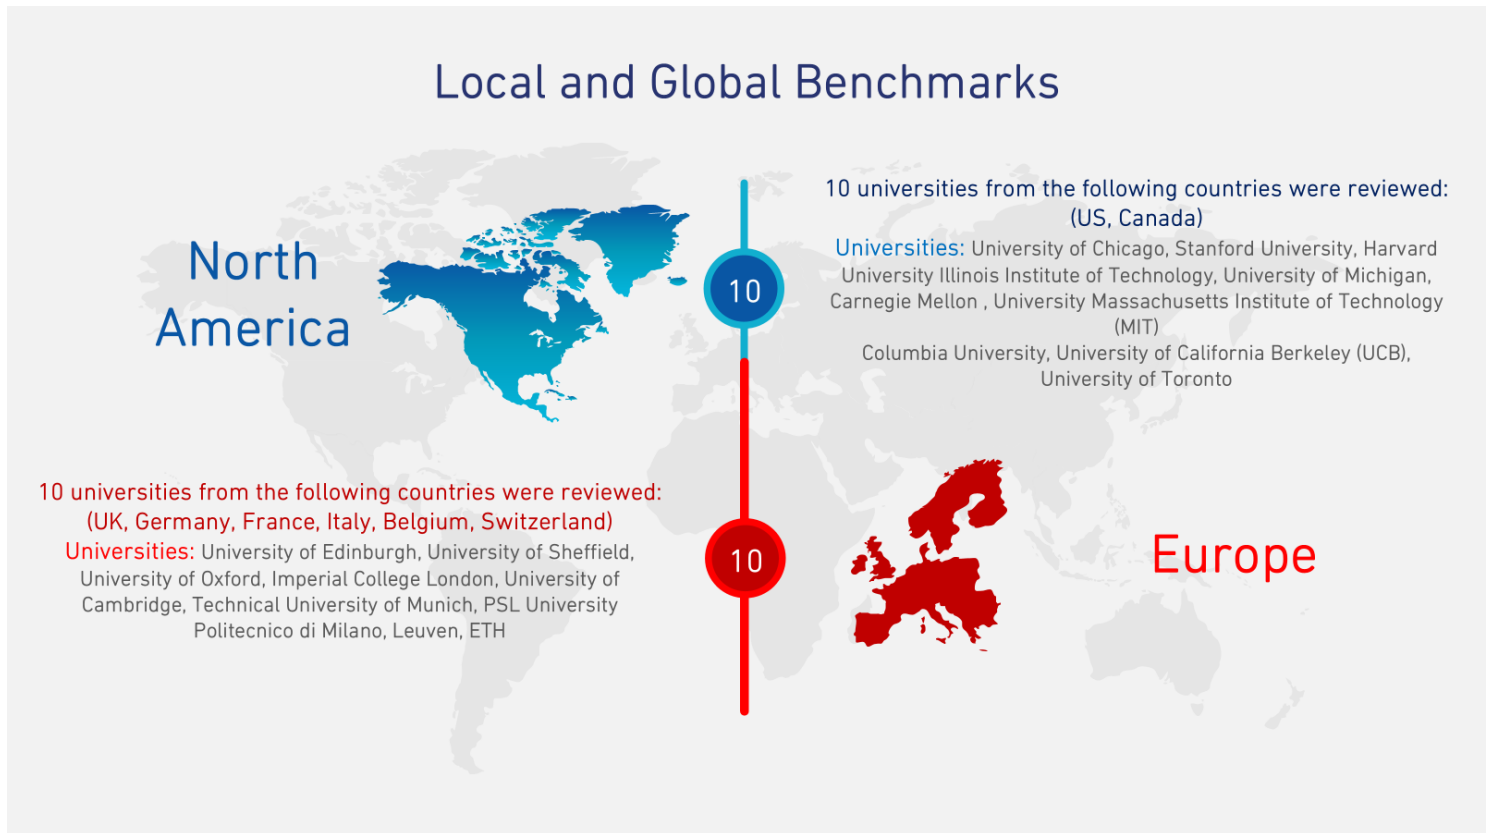 Local and Global Benchmarks
North
America
10
10 universities from the following countries were reviewed:
(US, Canada)
Universities: University of Chicago, Stanford University, Harvard
University Illinois Institute of Technology, University of Michigan,
Carnegie Mellon , University Massachusetts Institute of Technology
(MIT)
Columbia University, University of California Berkeley (UCB),
University of Toronto
10 universities from the following countries were reviewed:
(UK, Germany, France, Italy, Belgium, Switzerland)
Universities: University of Edinburgh, University of Sheffield,
University of Oxford, Imperial College London, University of
Cambridge, Technical University of Munich, PSL University
Politecnico di Milano, Leuven, ETH
10
Europe